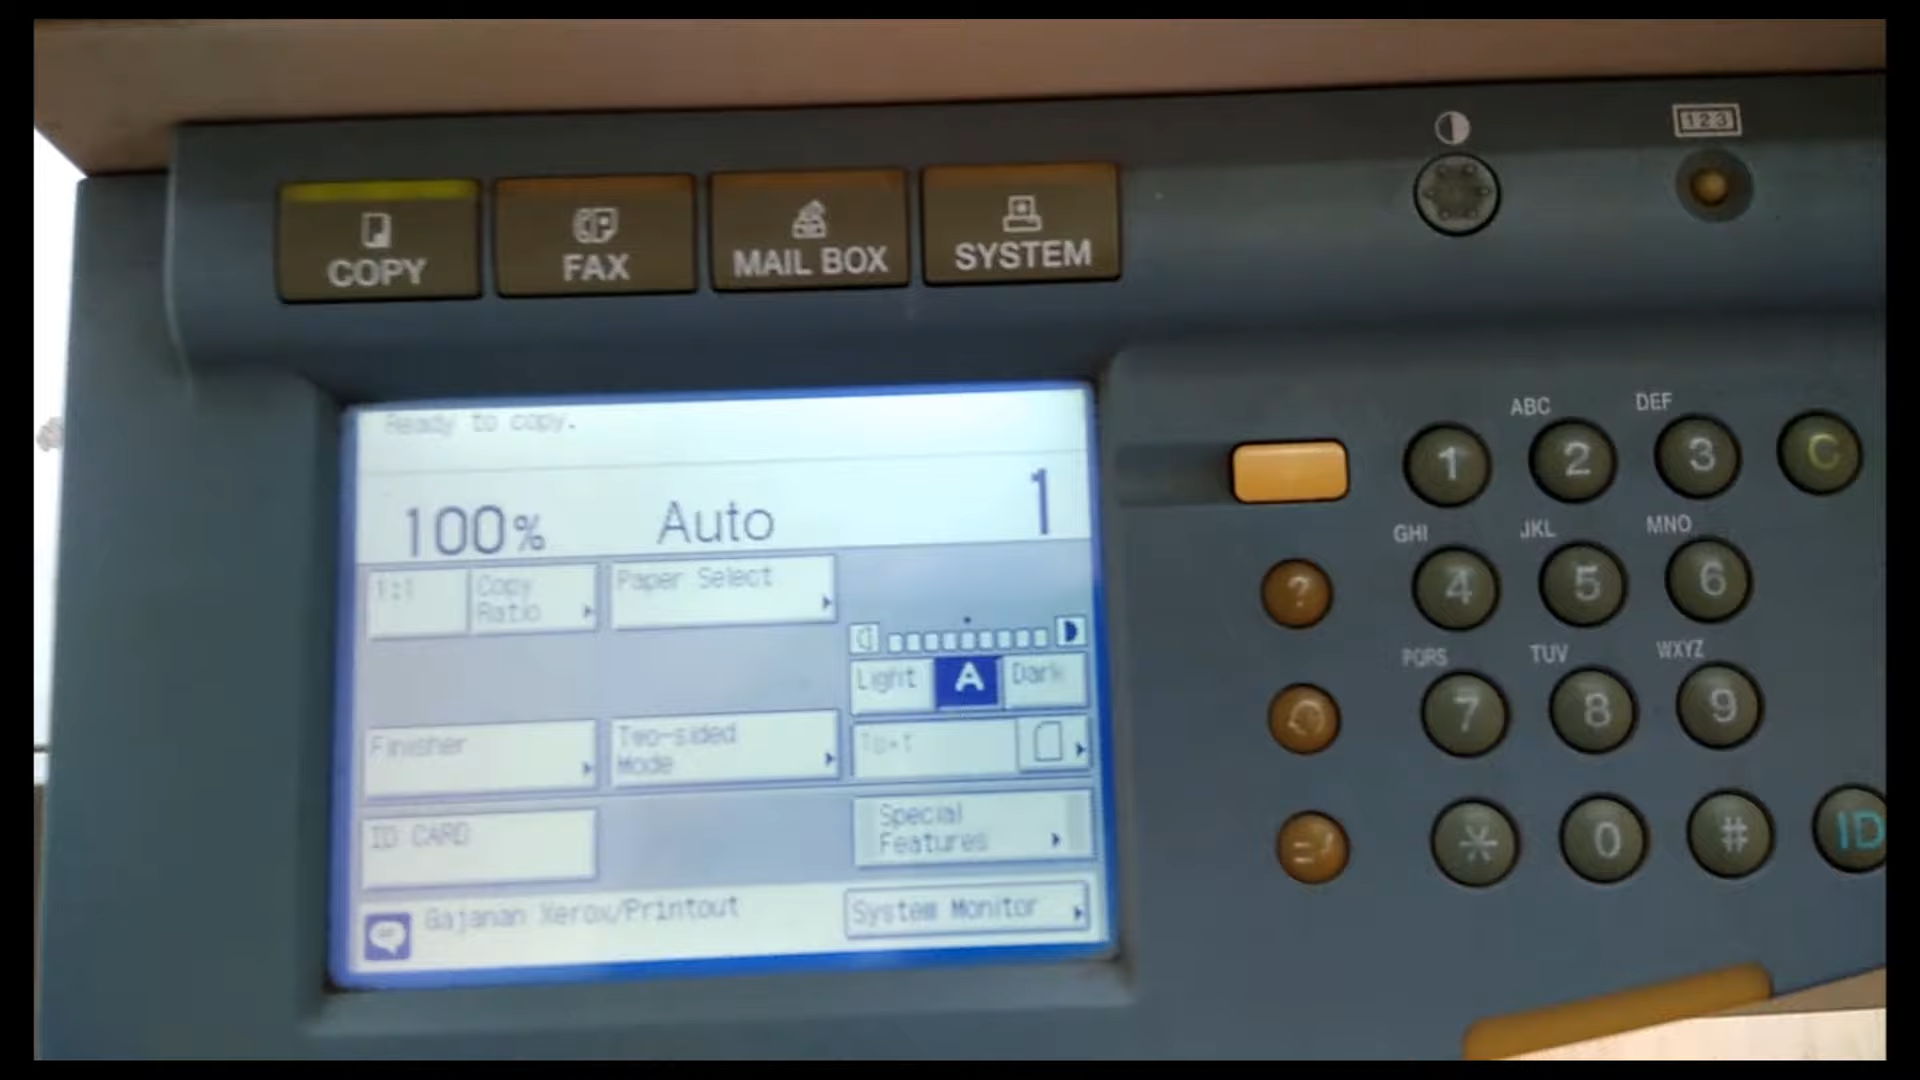 123
COPY
FAX
MAIL BOX
SYSTEM
Ready to copy.
100% Auto 1
1:1
Copy
Ratio
Paper Select
Light A Dark
Finisher
Two-sided
Mode
Text
ID CARD
Special
Features
Gajanan Xerox/Printout
System Monitor
ABC DEF
1 2 3 C
GHI JKL MNO
? 4 5 6
PQRS TUV WXYZ
7 8 9
* 0 # ID